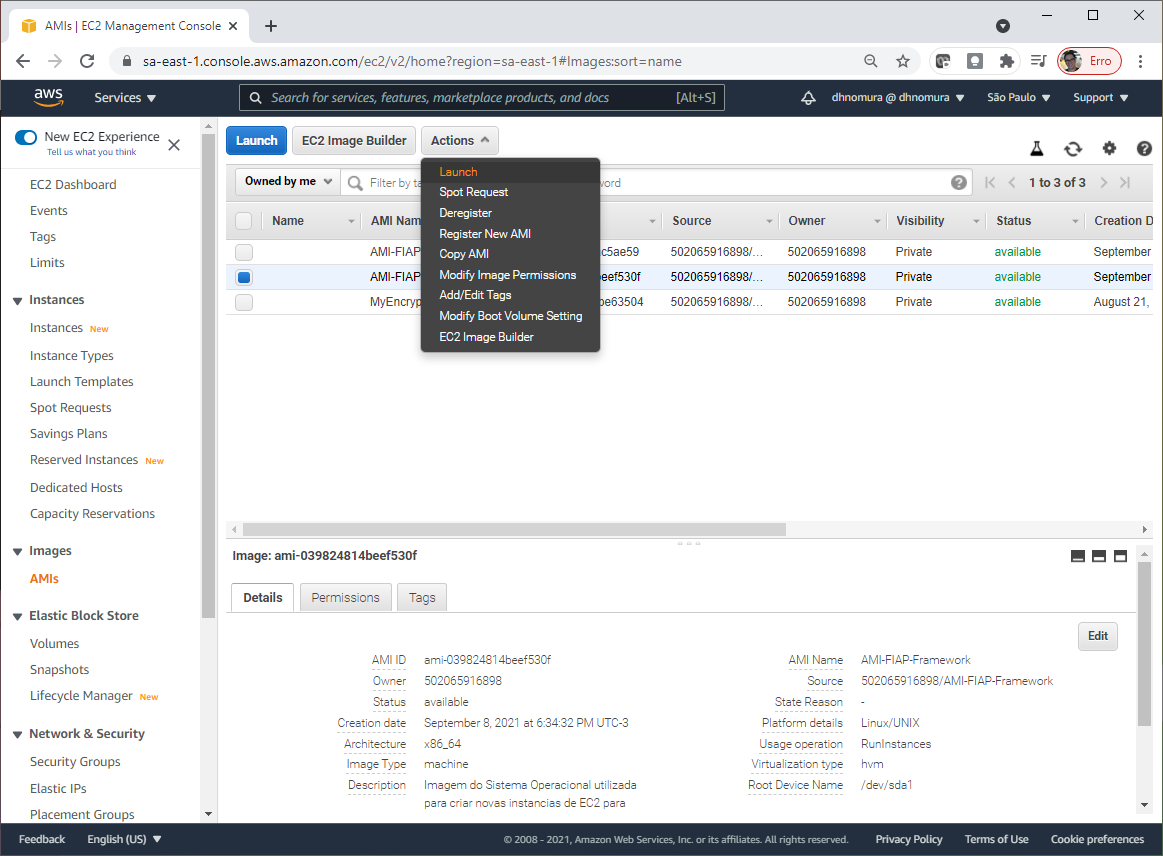 AMIs | EC2 Management Console
sa-east-1.console.aws.amazon.com/ec2/v2/home?region=sa-east-1#Images:sort=name
Erro
aws
Services
Search for services, features, marketplace products, and docs
[Alt+S]
dhnomura @ dhnomura
São Paulo
Support
New EC2 Experience
Tell us what you think
EC2 Dashboard
Events
Tags
Limits
Instances
Instances New
Instance Types
Launch Templates
Spot Requests
Savings Plans
Reserved Instances New
Dedicated Hosts
Capacity Reservations
Images
AMIs
Elastic Block Store
Volumes
Snapshots
Lifecycle Manager New
Network & Security
Security Groups
Elastic IPs
Placement Groups
Launch
EC2 Image Builder
Actions
Launch
Spot Request
Deregister
Register New AMI
Copy AMI
Modify Image Permissions
Add/Edit Tags
Modify Boot Volume Setting
EC2 Image Builder
Owned by me
Filter by ta
ord
1 to 3 of 3
Name AMI Nam Source Owner Visibility Status Creation D
AMI-FIAP c5ae59 502065916898/... 502065916898 Private available September
AMI-FIAP eef530f 502065916898/... 502065916898 Private available September
MyEncryp e63504 502065916898/... 502065916898 Private available August 21,
Image: ami-039824814beef530f
Details
Permissions
Tags
Edit
AMI ID ami-039824814beef530f AMI Name AMI-FIAP-Framework
Owner 502065916898 Source 502065916898/AMI-FIAP-Framework
Status available State Reason -
Creation date September 8, 2021 at 6:34:32 PM UTC-3 Platform details Linux/UNIX
Architecture x86_64 Usage operation RunInstances
Image Type machine Virtualization type hvm
Description Imagem do Sistema Operacional utilizada Root Device Name /dev/sda1
para criar novas instancias de EC2 para
Feedback
English (US)
© 2008 - 2021, Amazon Web Services, Inc. or its affiliates. All rights reserved.
Privacy Policy
Terms of Use
Cookie preferences